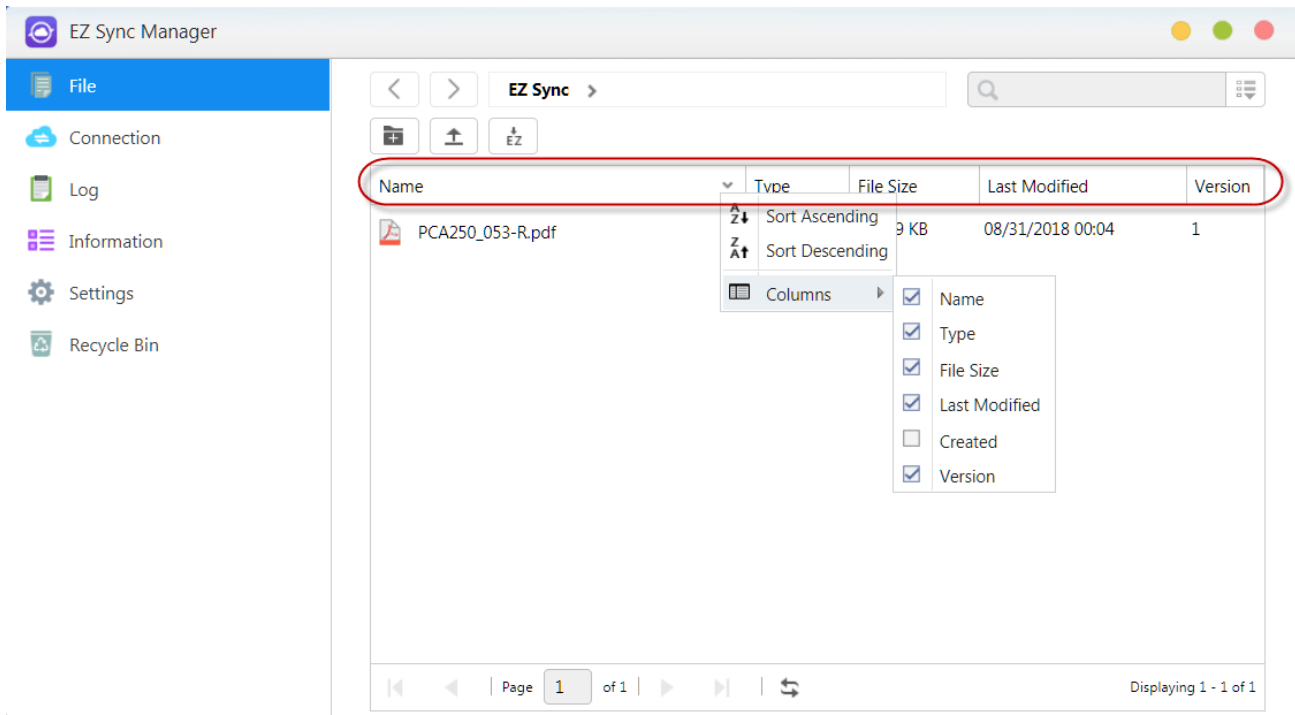 EZ Sync Manager
File
Connection
Log
Information
Settings
Recycle Bin
EZ Sync
EZ
Name Type File Size Last Modified Version
PCA250_053-R.pdf 9 KB 08/31/2018 00:04 1
A Z Sort Ascending
Z A Sort Descending
Columns
Name
Type
File Size
Last Modified
Created
Version
Page 1 of 1
Displaying 1 - 1 of 1